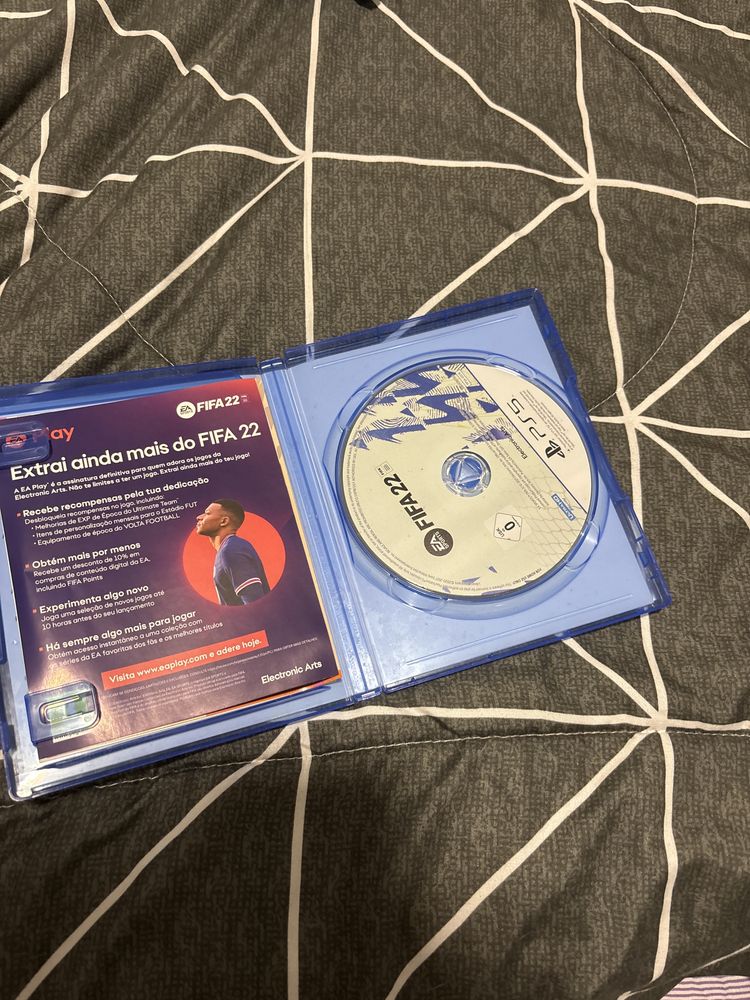 EA SPORTS FIFA 22
EA Play
Extrai ainda mais do FIFA 22
A EA Play é a assinatura definitiva para quem adora os jogos da
Electronic Arts. Não te limites a ter um jogo. Extrai ainda mais do teu jogo!
Recebe recompensas pela tua dedicação
Desbloqueia recompensas no jogo, incluindo:
• Melhorias de EXP de Época do Ultimate Team™
• Itens de personalização mensais para o Estádio FUT
• Equipamento de época do VOLTA FOOTBALL
Obtém mais por menos
Recebe um desconto de 10% em
compras de conteúdo digital da EA,
incluindo FIFA Points
Experimenta algo novo
Joga uma seleção de novos jogos até
10 horas antes do seu lançamento
Há sempre algo mais para jogar
Obtém acesso instantâneo a uma coleção com
as séries da EA favoritas dos fãs e os melhores títulos
Visita www.eaplay.com e adere hoje.
Electronic Arts
PS5
EA SPORTS FIFA 22
0